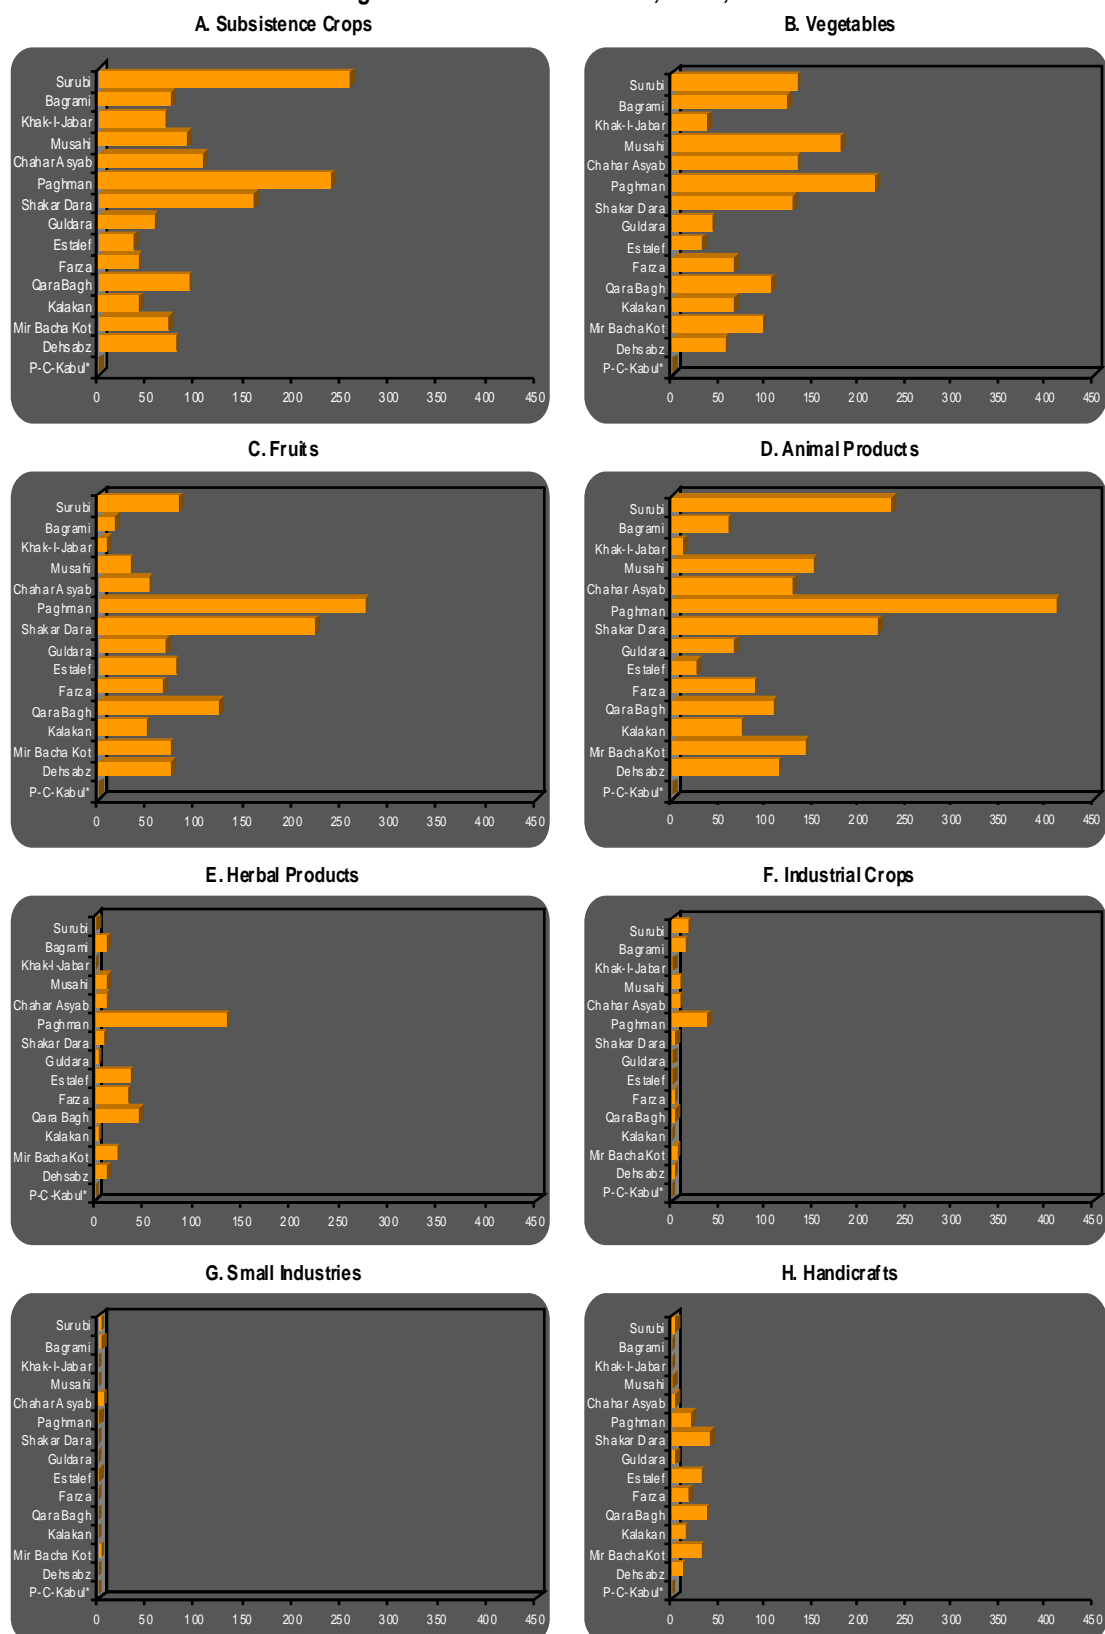 A. Subsistence Crops
Surubi
Bagrami
Khak-I-Jabar
Musahi
Chahar Asyab
Paghman
Shakar Dara
Guldara
Estalef
Farza
Qara Bagh
Kalakan
Mir Bacha Kot
Dehsabz
P-C-Kabul*
0 50 100 150 200 250 300 350 400 450
B. Vegetables
Surubi
Bagrami
Khak-I-Jabar
Musahi
Chahar Asyab
Paghman
Shakar Dara
Guldara
Estalef
Farza
Qara Bagh
Kalakan
Mir Bacha Kot
Dehsabz
P-C-Kabul*
0 50 100 150 200 250 300 350 400 450
C. Fruits
Surubi
Bagrami
Khak-I-Jabar
Musahi
Chahar Asyab
Paghman
Shakar Dara
Guldara
Estalef
Farza
Qara Bagh
Kalakan
Mir Bacha Kot
Dehsabz
P-C-Kabul*
0 50 100 150 200 250 300 350 400 450
D. Animal Products
Surubi
Bagrami
Khak-I-Jabar
Musahi
Chahar Asyab
Paghman
Shakar Dara
Guldara
Estalef
Farza
Qara Bagh
Kalakan
Mir Bacha Kot
Dehsabz
P-C-Kabul*
0 50 100 150 200 250 300 350 400 450
E. Herbal Products
Surubi
Bagrami
Khak-I-Jabar
Musahi
Chahar Asyab
Paghman
Shakar Dara
Guldara
Estalef
Farza
Qara Bagh
Kalakan
Mir Bacha Kot
Dehsabz
P-C-Kabul*
0 50 100 150 200 250 300 350 400 450
F. Industrial Crops
Surubi
Bagrami
Khak-I-Jabar
Musahi
Chahar Asyab
Paghman
Shakar Dara
Guldara
Estalef
Farza
Qara Bagh
Kalakan
Mir Bacha Kot
Dehsabz
P-C-Kabul*
0 50 100 150 200 250 300 350 400 450
G. Small Industries
Surubi
Bagrami
Khak-I-Jabar
Musahi
Chahar Asyab
Paghman
Shakar Dara
Guldara
Estalef
Farza
Qara Bagh
Kalakan
Mir Bacha Kot
Dehsabz
P-C-Kabul*
0 50 100 150 200 250 300 350 400 450
H. Handicrafts
Surubi
Bagrami
Khak-I-Jabar
Musahi
Chahar Asyab
Paghman
Shakar Dara
Guldara
Estalef
Farza
Qara Bagh
Kalakan
Mir Bacha Kot
Dehsabz
P-C-Kabul*
0 50 100 150 200 250 300 350 400 450